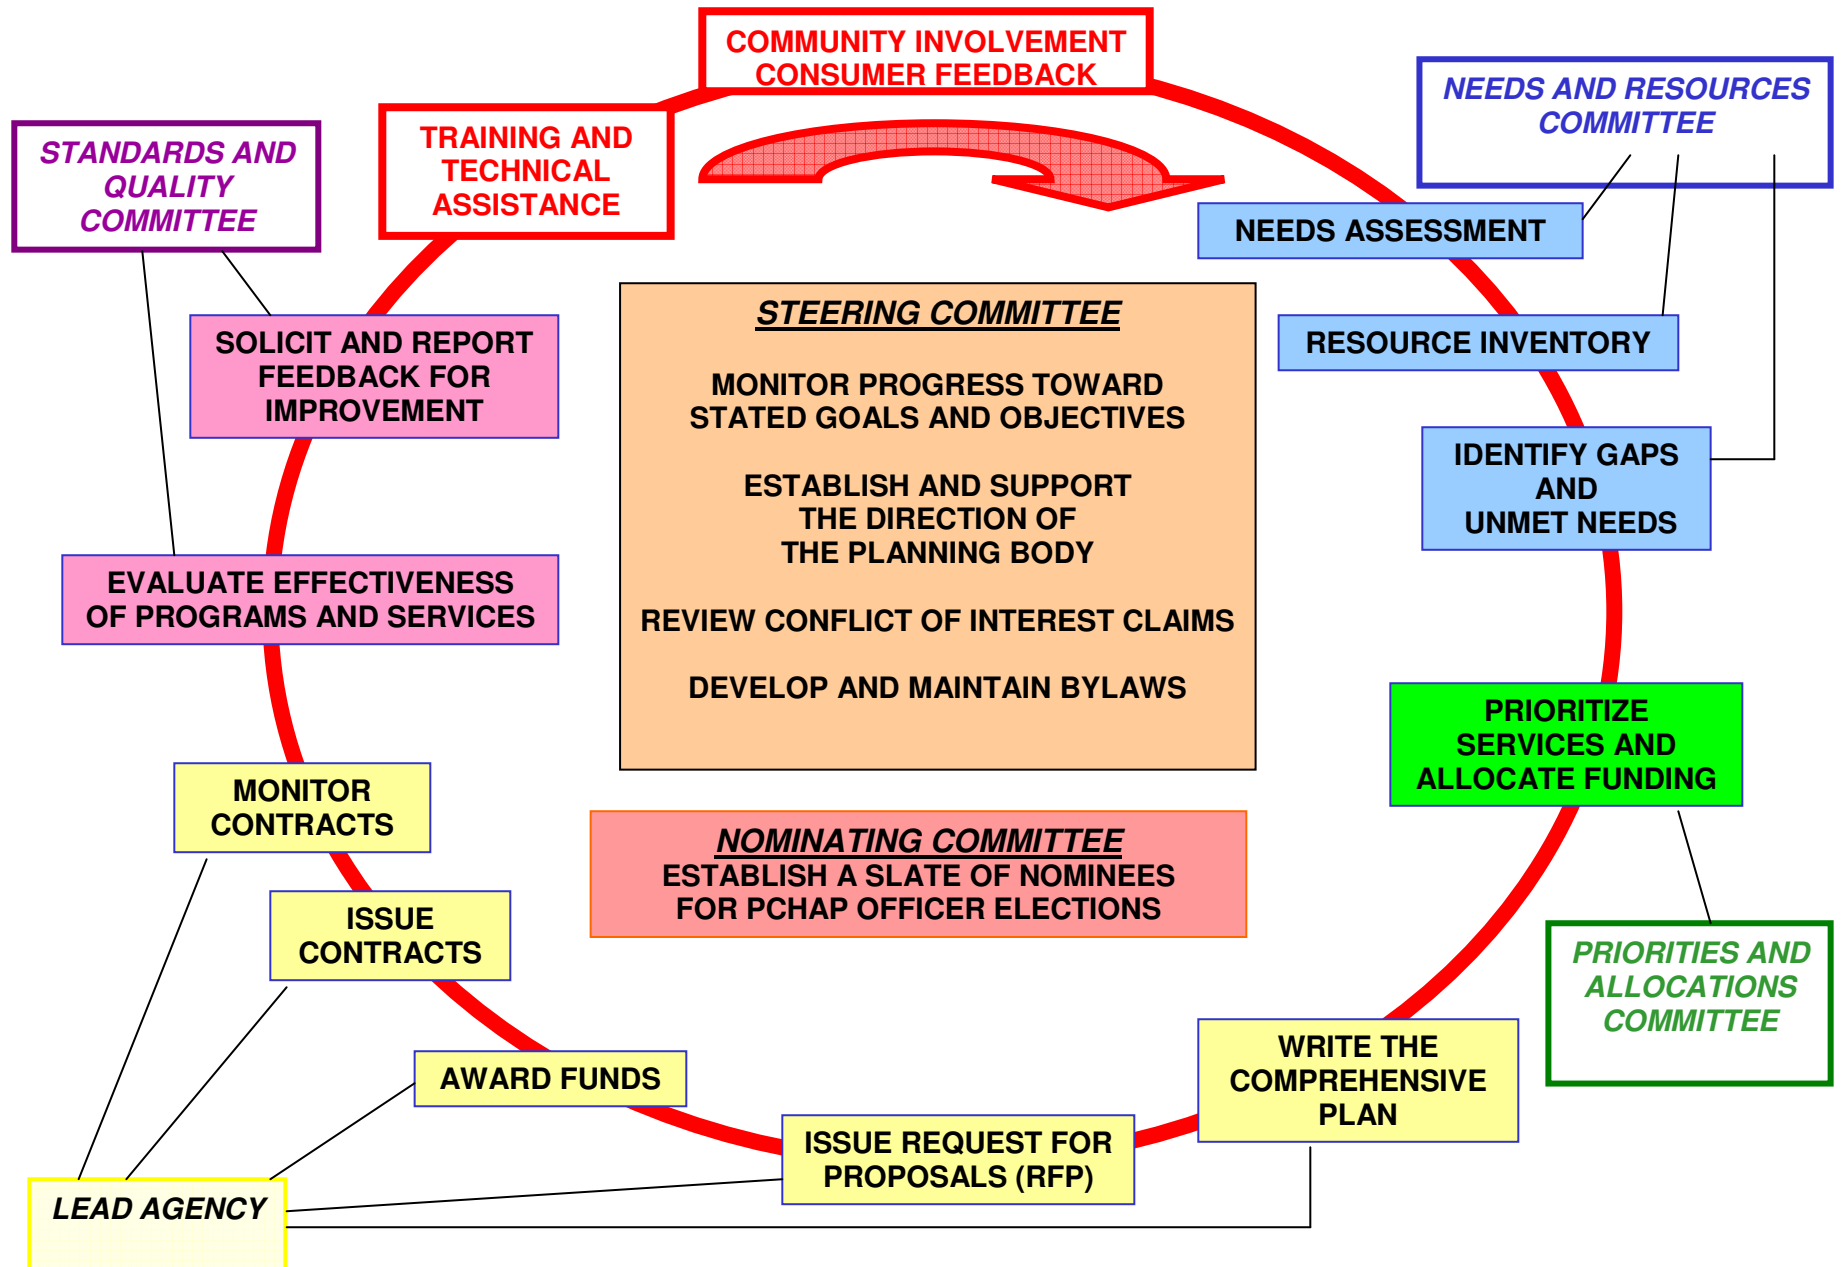 COMMUNITY INVOLVEMENT
CONSUMER FEEDBACK
NEEDS AND RESOURCES
COMMITTEE
TRAINING AND
TECHNICAL
ASSISTANCE
STANDARDS AND
QUALITY
COMMITTEE
NEEDS ASSESSMENT
RESOURCE INVENTORY
IDENTIFY GAPS
AND
UNMET NEEDS
SOLICIT AND REPORT
FEEDBACK FOR
IMPROVEMENT
STEERING COMMITTEE
MONITOR PROGRESS TOWARD
STATED GOALS AND OBJECTIVES
ESTABLISH AND SUPPORT
THE DIRECTION OF
THE PLANNING BODY
REVIEW CONFLICT OF INTEREST CLAIMS
DEVELOP AND MAINTAIN BYLAWS
EVALUATE EFFECTIVENESS
OF PROGRAMS AND SERVICES
PRIORITIZE
SERVICES AND
ALLOCATE FUNDING
MONITOR
CONTRACTS
NOMINATING COMMITTEE
ESTABLISH A SLATE OF NOMINEES
FOR PCHAP OFFICER ELECTIONS
ISSUE
CONTRACTS
PRIORITIES AND
ALLOCATIONS
COMMITTEE
AWARD FUNDS
WRITE THE
COMPREHENSIVE
PLAN
ISSUE REQUEST FOR
PROPOSALS (RFP)
LEAD AGENCY